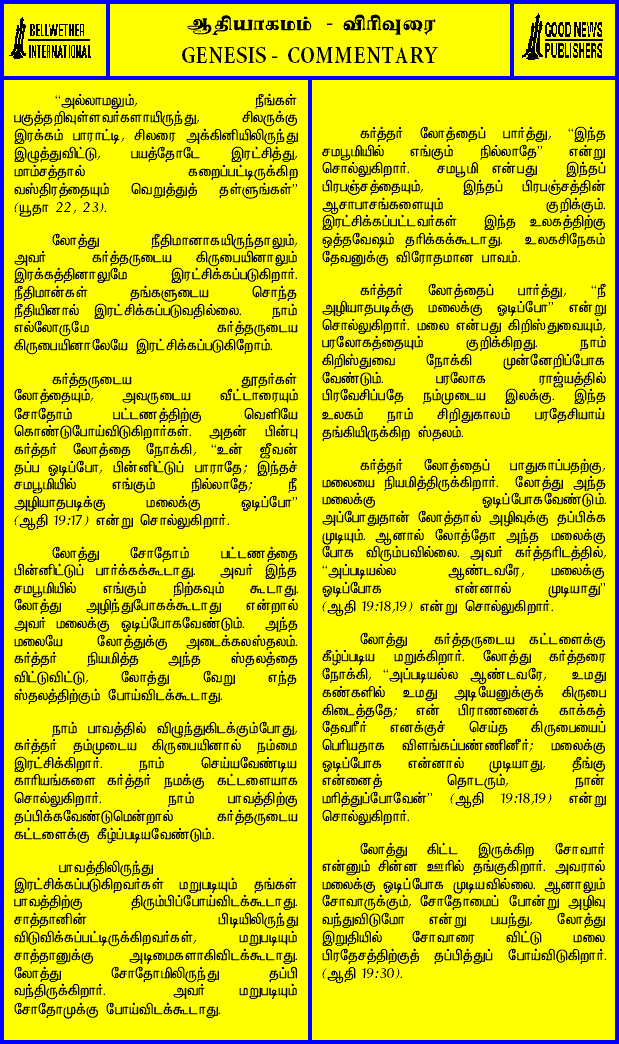 BELLWETHER
INTERNATIONAL
ஆதியாகமம் - விரிவுரை
GENESIS - COMMENTARY
GOOD NEWS
PUBLISHERS
“அல்லாமலும், நீங்கள்
பகுத்தறிவுள்ளவர்களாயிருந்து, சிலருக்கு
இரக்கம் பாராட்டி, சிலரை அக்கினியிலிருந்து
இழுத்துவிட்டு, பயத்தோடே இரட்சித்து,
மாம்சத்தால் கறைப்பட்டிருக்கிற
வஸ்திரத்தையும் வெறுத்துத் தள்ளுங்கள்”
(யூதா 22, 23).
லோத்து நீதிமானாகயிருந்தாலும்,
அவர் கர்த்தருடைய கிருபையினாலும்
இரக்கத்தினாலுமே இரட்சிக்கப்படுகிறார்.
நீதிமான்கள் தங்களுடைய சொந்த
நீதியினால் இரட்சிக்கப்படுவதில்லை. நாம்
எல்லோருமே கர்த்தருடைய
கிருபையினாலேயே இரட்சிக்கப்படுகிறோம்.
கர்த்தருடைய தூதர்கள்
லோத்தையும், அவருடைய வீட்டாரையும்
சோதோம் பட்டணத்திற்கு வெளியே
கொண்டுபோய்விடுகிறார்கள். அதன் பின்பு
கர்த்தர் லோத்தை நோக்கி, “உன் ஜீவன்
தப்ப ஓடிப்போ, பின்னிட்டுப் பாராதே; இந்தச்
சமபூமியில் எங்கும் நில்லாதே; நீ
அழியாதபடிக்கு மலைக்கு ஓடிப்போ”
(ஆதி 19:17) என்று சொல்லுகிறார்.
லோத்து சோதோம் பட்டணத்தை
பின்னிட்டுப் பார்க்கக்கூடாது. அவர் இந்த
சமபூமியில் எங்கும் நிற்கவும் கூடாது.
லோத்து அழிந்துபோகக்கூடாது என்றால்
அவர் மலைக்கு ஓடிப்போகவேண்டும். அந்த
மலையே லோத்துக்கு அடைக்கலஸ்தலம்.
கர்த்தர் நியமித்த அந்த ஸ்தலத்தை
விட்டுவிட்டு, லோத்து வேறு எந்த
ஸ்தலத்திற்கும் போய்விடக்கூடாது.
நாம் பாவத்தில் விழுந்துகிடக்கும்போது,
கர்த்தர் தம்முடைய கிருபையினால் நம்மை
இரட்சிக்கிறார். நாம் செய்யவேண்டிய
காரியங்களை கர்த்தர் நமக்கு கட்டளையாக
சொல்லுகிறார். நாம் பாவத்திற்கு
தப்பிக்கவேண்டுமென்றால் கர்த்தருடைய
கட்டளைக்கு கீழ்ப்படியவேண்டும்.
பாவத்திலிருந்து
இரட்சிக்கப்படுகிறவர்கள் மறுபடியும் தங்கள்
பாவத்திற்கு திரும்பிப்போய்விடக்கூடாது.
சாத்தானின் பிடியிலிருந்து
விடுவிக்கப்பட்டிருக்கிறவர்கள், மறுபடியும்
சாத்தானுக்கு அடிமைகளாகிவிடக்கூடாது.
லோத்து சோதோமிலிருந்து தப்பி
வந்திருக்கிறார். அவர் மறுபடியும்
சோதோமுக்கு போய்விடக்கூடாது.
கர்த்தர் லோத்தைப் பார்த்து, “இந்த
சமபூமியில் எங்கும் நில்லாதே” என்று
சொல்லுகிறார். சமபூமி என்பது இந்தப்
பிரபஞ்சத்தையும், இந்தப் பிரபஞ்சத்தின்
ஆசாபாசங்களையும் குறிக்கும்.
இரட்சிக்கப்பட்டவர்கள் இந்த உலகத்திற்கு
ஒத்தவேஷம் தரிக்கக்கூடாது. உலகசிநேகம்
தேவனுக்கு விரோதமான பாவம்.
கர்த்தர் லோத்தைப் பார்த்து, “நீ
அழியாதபடிக்கு மலைக்கு ஓடிப்போ” என்று
சொல்லுகிறார். மலை என்பது கிறிஸ்துவையும்,
பரலோகத்தையும் குறிக்கிறது. நாம்
கிறிஸ்துவை நோக்கி முன்னேறிப்போக
வேண்டும். பரலோக ராஜ்யத்தில்
பிரவேசிப்பதே நம்முடைய இலக்கு. இந்த
உலகம் நாம் சிறிதுகாலம் பரதேசியாய்
தங்கியிருக்கிற ஸ்தலம்.
கர்த்தர் லோத்தைப் பாதுகாப்பதற்கு,
மலையை நியமித்திருக்கிறார். லோத்து அந்த
மலைக்கு ஓடிப்போகவேண்டும்.
அப்போதுதான் லோத்தால் அழிவுக்கு தப்பிக்க
முடியும். ஆனால் லோத்தோ அந்த மலைக்கு
போக விரும்பவில்லை. அவர் கர்த்தரிடத்தில்,
“அப்படியல்ல ஆண்டவரே, மலைக்கு
ஓடிப்போக என்னால் முடியாது”
(ஆதி 19:18,19) என்று சொல்லுகிறார்.
லோத்து கர்த்தருடைய கட்டளைக்கு
கீழ்ப்படிய மறுக்கிறார். லோத்து கர்த்தரை
நோக்கி, “அப்படியல்ல ஆண்டவரே, உமது
கண்களில் உமது அடியேனுக்குக் கிருபை
கிடைத்ததே; என் பிராணனைக் காக்கத்
தேவரீர் எனக்குச் செய்த கிருபையைப்
பெரியதாக விளங்கப்பண்ணினீர்; மலைக்கு
ஓடிப்போக என்னால் முடியாது, தீங்கு
என்னைத் தொடரும், நான்
மரித்துப்போவேன்” (ஆதி 19:18,19) என்று
சொல்லுகிறார்.
லோத்து கிட்ட இருக்கிற சோவார்
என்னும் சின்ன ஊரில் தங்குகிறார். அவரால்
மலைக்கு ஓடிப்போக முடியவில்லை. ஆனாலும்
சோவாருக்கும், சோதோமைப் போன்று அழிவு
வந்துவிடுமோ என்று பயந்து, லோத்து
இறுதியில் சோவாரை விட்டு மலை
பிரதேசத்திற்குத் தப்பித்துப் போய்விடுகிறார்.
(ஆதி 19:30).